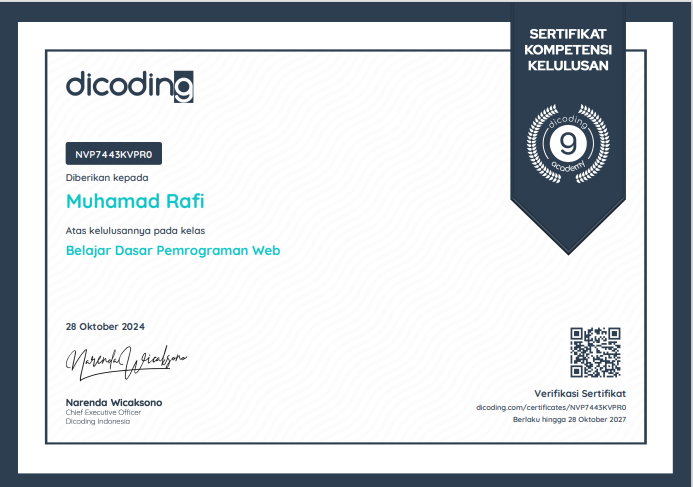 SERTIFIKAT
KOMPETENSI
KELULUSAN
dicoding
dicoding
9
academy
NVP7443KVPR0
Diberikan kepada
Muhamad Rafi
Atas kelulusannya pada kelas
Belajar Dasar Pemrograman Web
28 Oktober 2024
Narenda Wicaksono
Narenda Wicaksono
Chief Executive Officer
Dicoding Indonesia
Verifikasi Sertifikat
dicoding.com/certificates/NVP7443KVPR0
Berlaku hingga 28 Oktober 2027